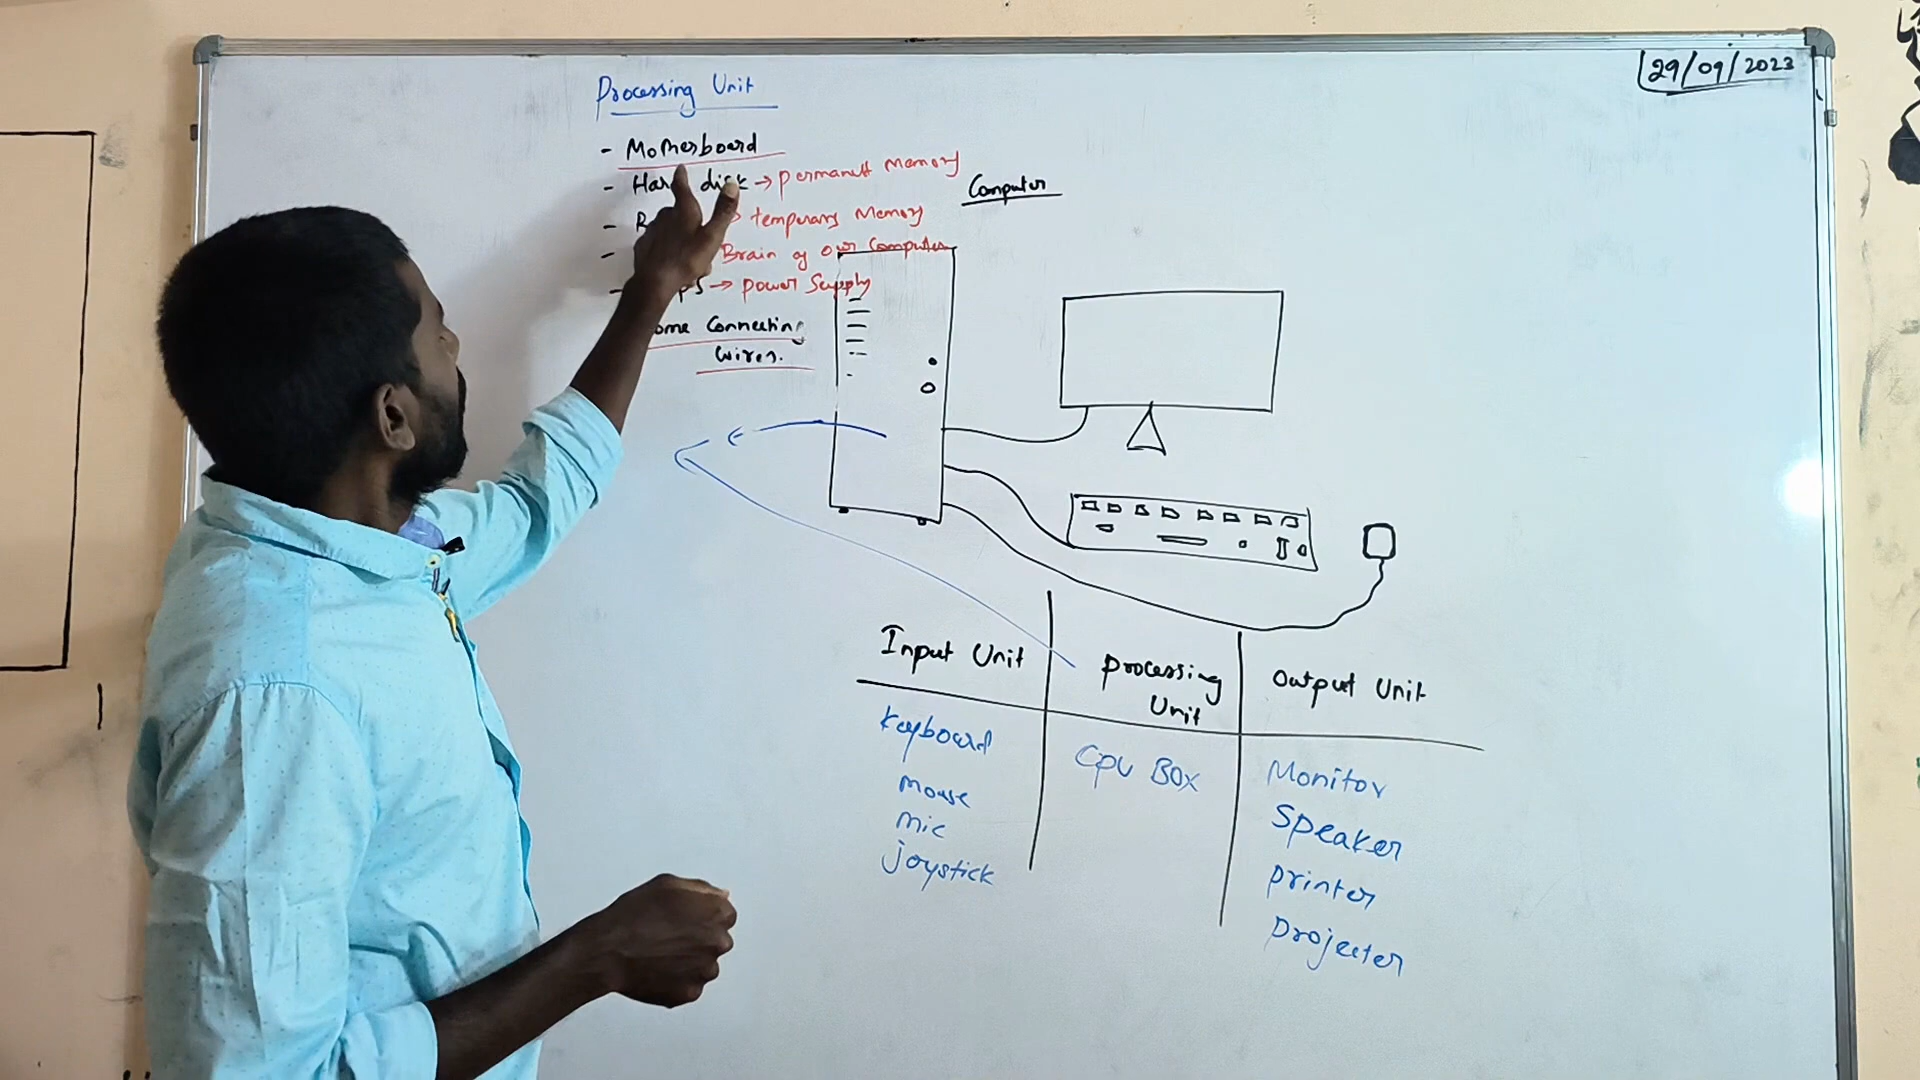 29/09/2023
Processing Unit
- Motherboard
- Hard disk → permanent Memory
→ temporary Memory
Brain of our Computer
→ power Supply
Some Connecting
wires.
Computer
Input Unit
processing
Unit
output Unit
Keyboard
Mouse
Mic
joystick
CPU BOX
Monitor
Speaker
printer
Projecter